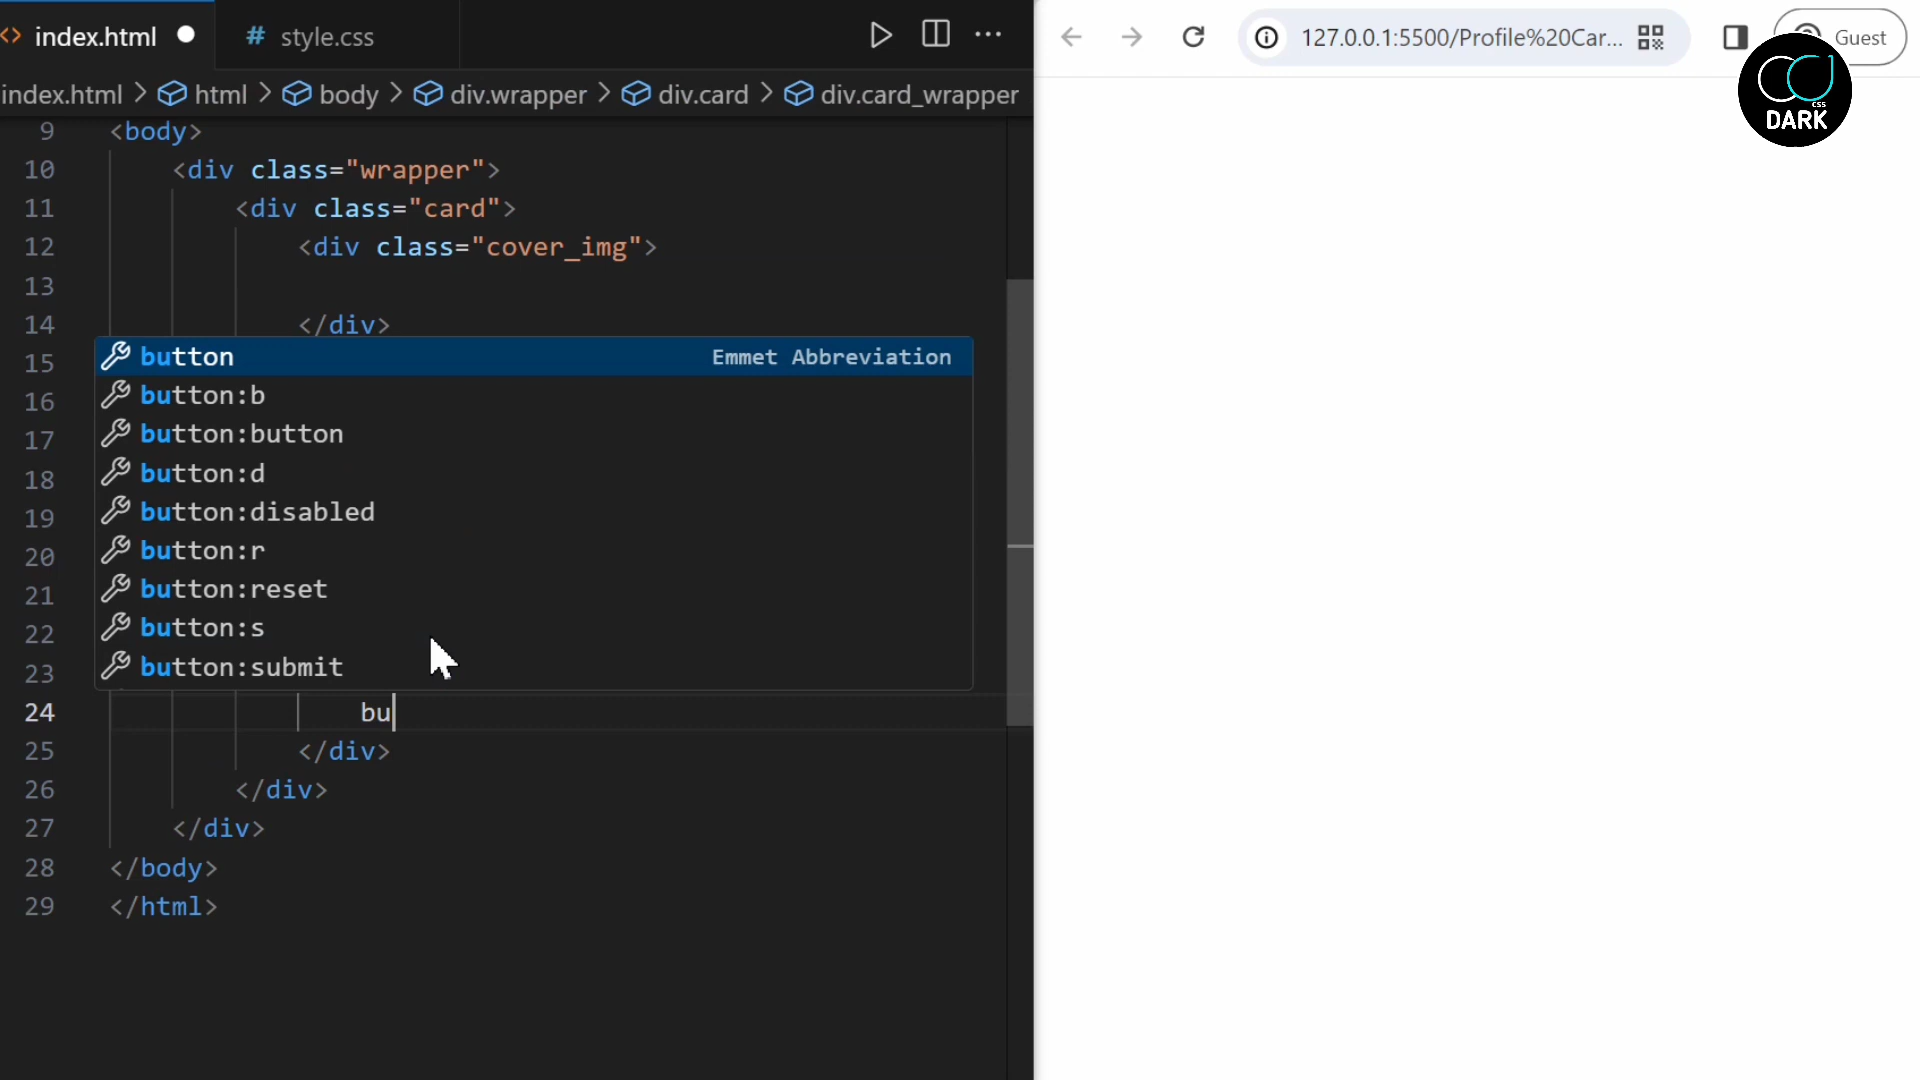 index.html
# style.css
index.html > html > body > div.wrapper > div.card > div.card_wrapper
9 <body>
10 <div class="wrapper">
11 <div class="card">
12 <div class="cover_img">
13
14 </div>
15
16
17
18
19
20
21
22
23
button Emmet Abbreviation
button:b
button:button
button:d
button:disabled
button:r
button:reset
button:s
button:submit
24 bu
25 </div>
26 </div>
27 </div>
28 </body>
29 </html>
127.0.0.1:5500/Profile%20Car...
Guest
css
DARK